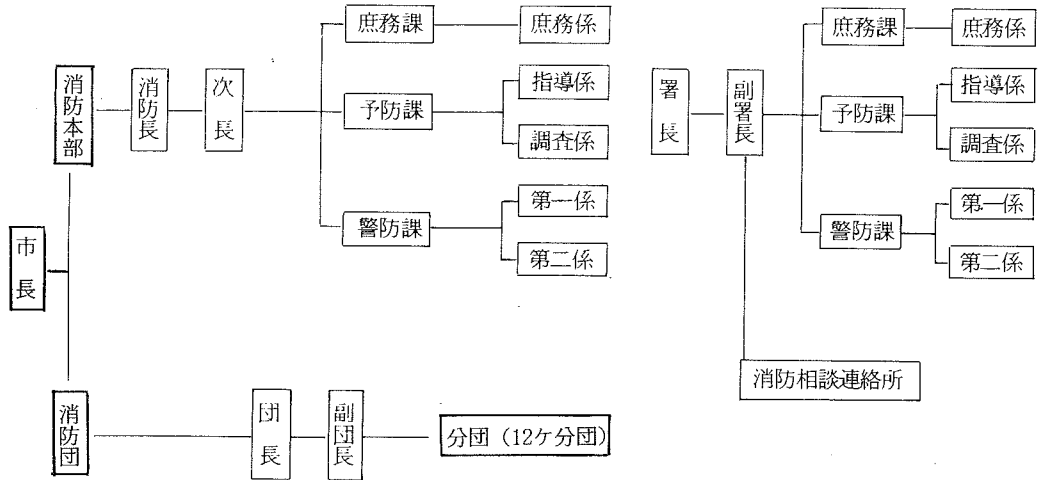 市長
消防本部
消防長
次長
庶務課
庶務係
予防課
指導係
調査係
警防課
第一係
第二係
消防団
団長
副団長
分団（12ケ分団）
署長
副署長
庶務課
庶務係
予防課
指導係
調査係
警防課
第一係
第二係
消防相談連絡所